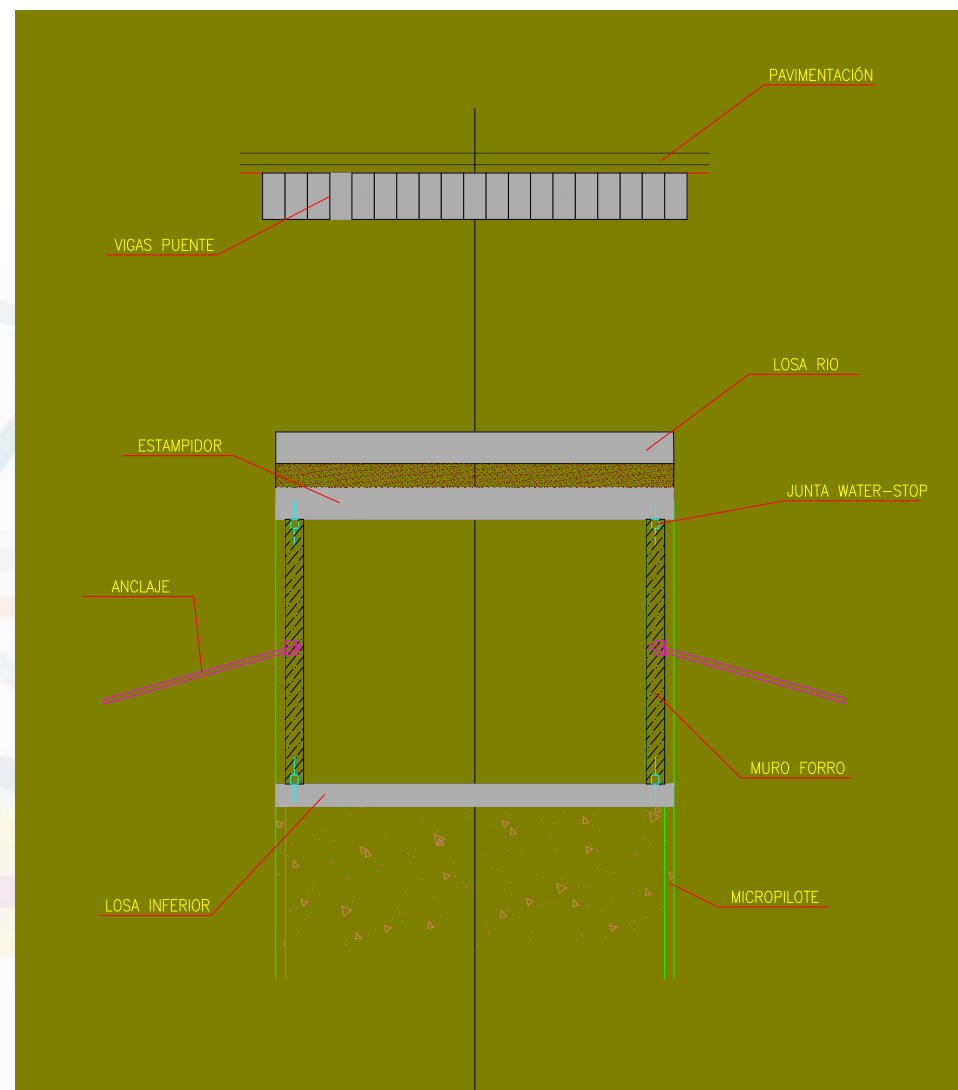 PAVIMENTACIÓN
VIGAS PUENTE
LOSA RIO
ESTAMPIDOR
JUNTA WATER-STOP
ANCLAJE
MURO FORRO
LOSA INFERIOR
MICROPILOTE